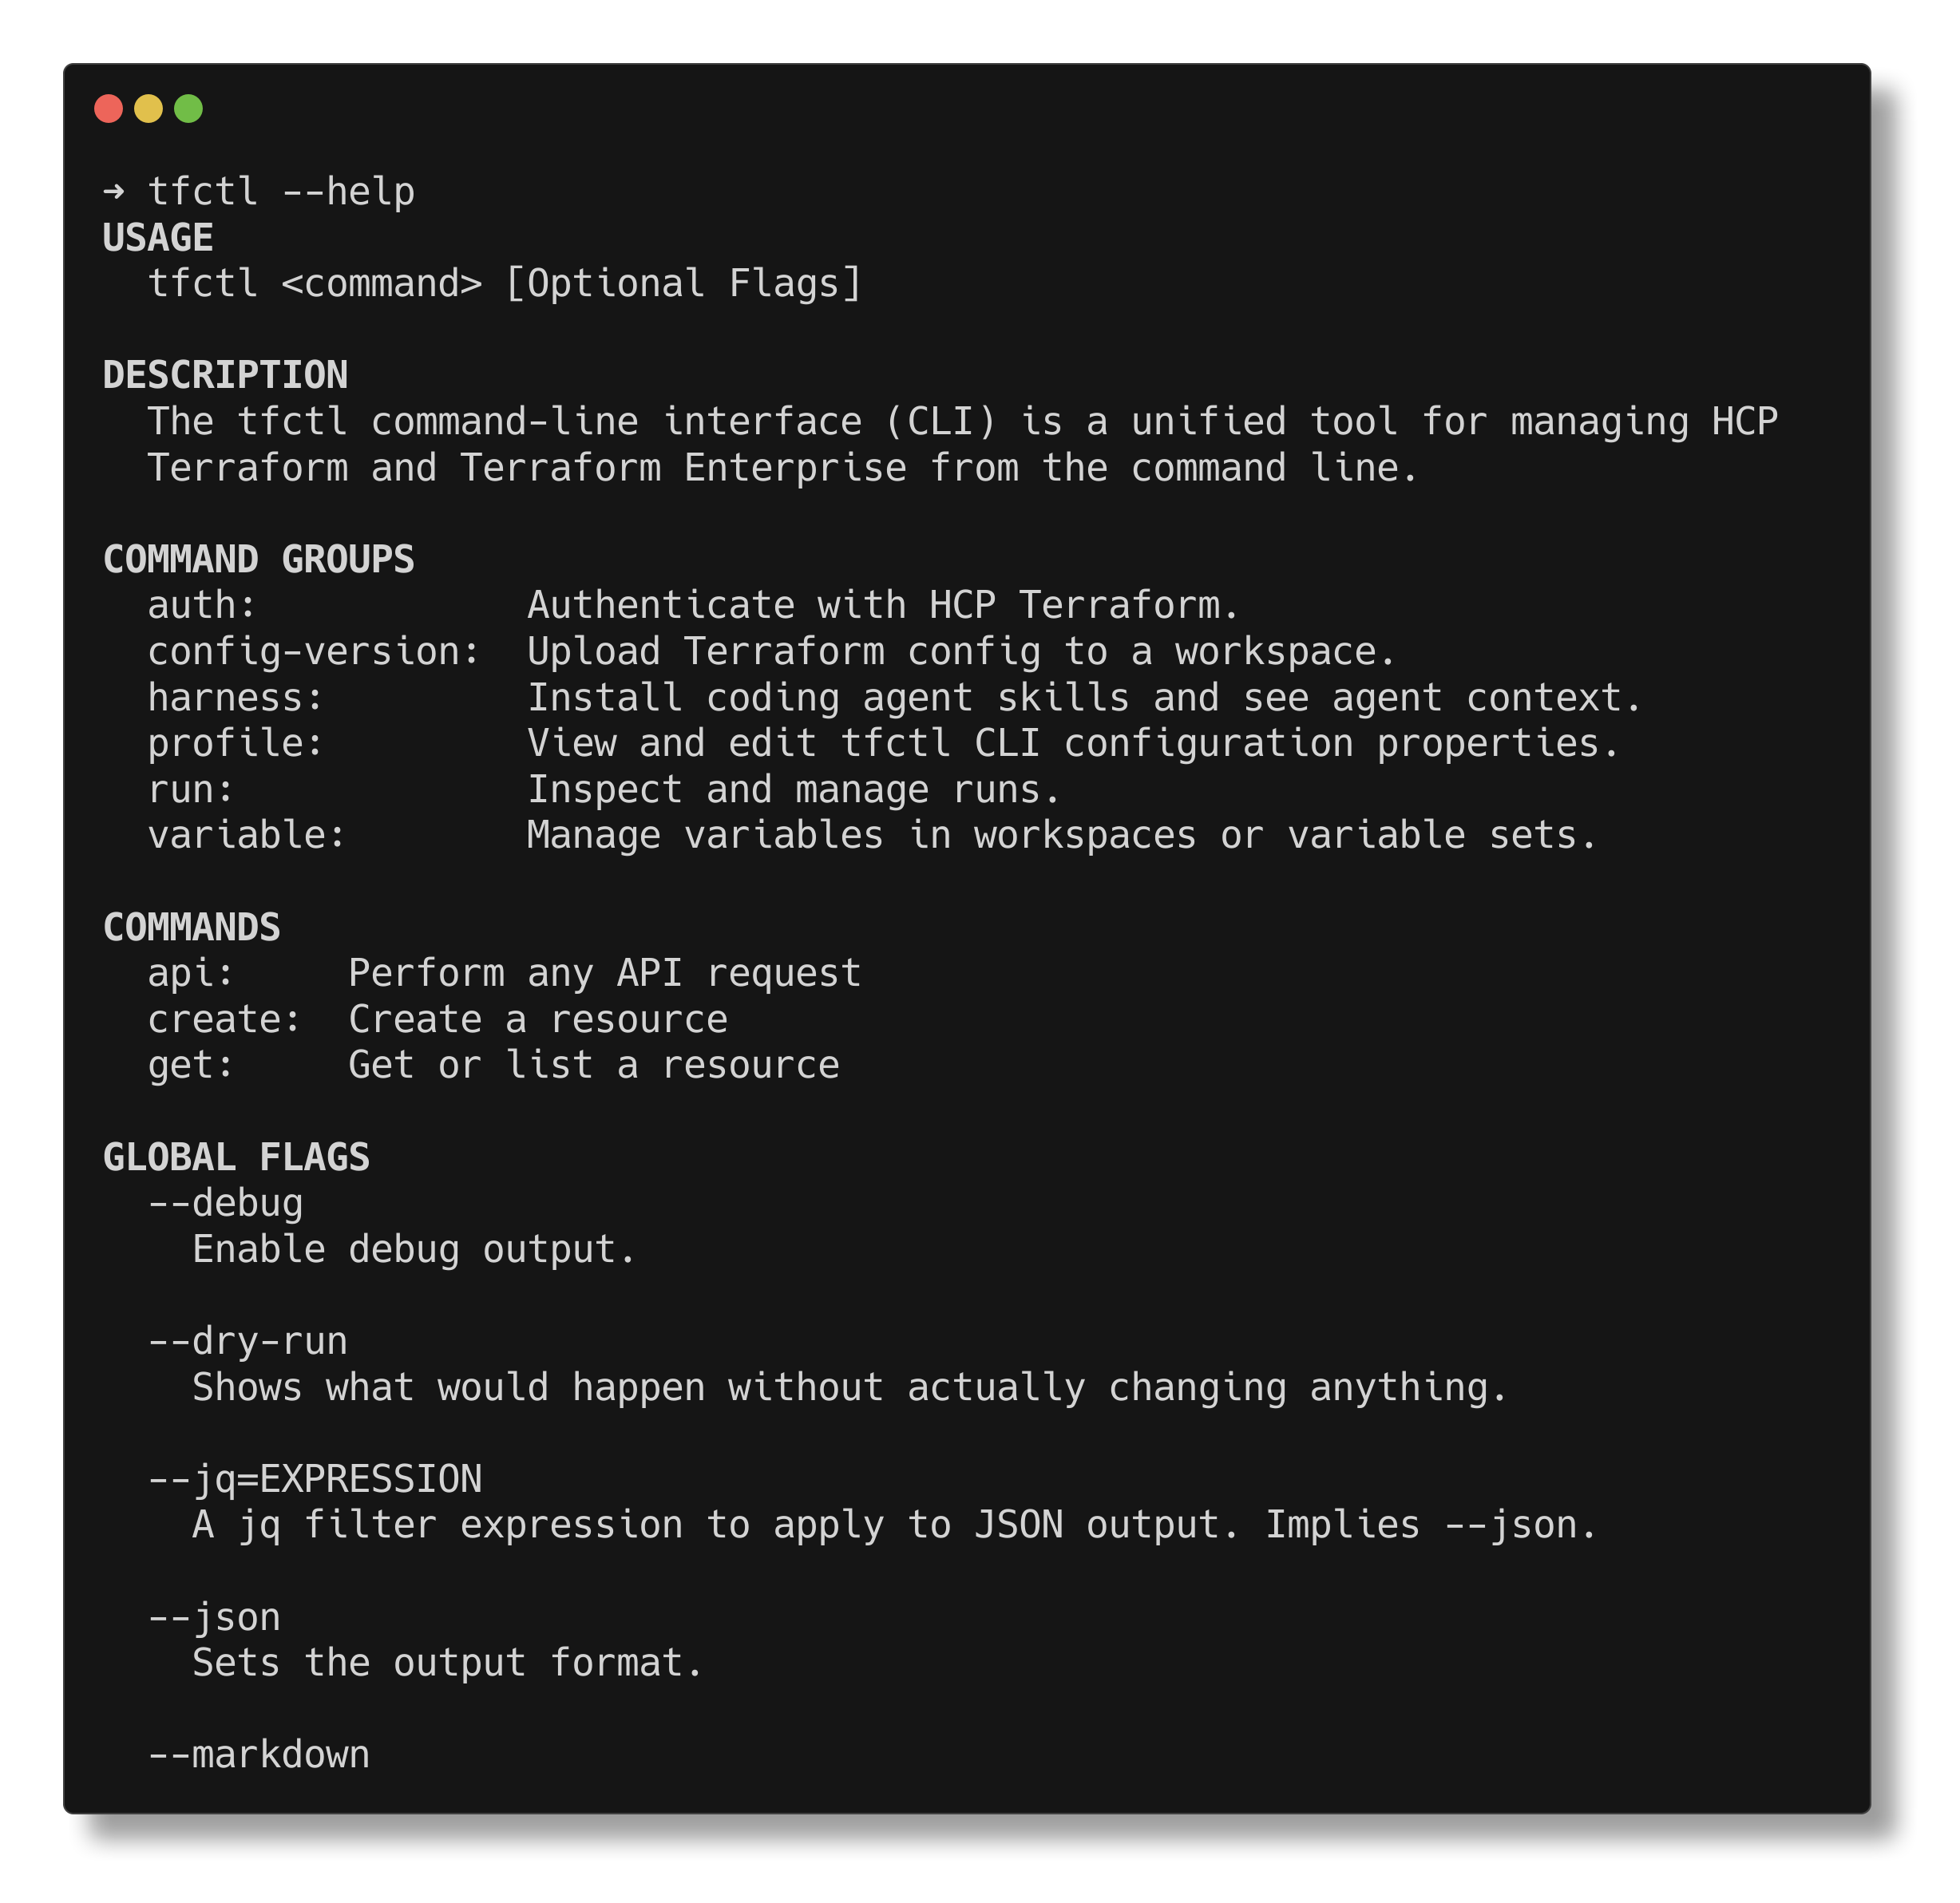 ➜ tfctl --help
USAGE
  tfctl <command> [Optional Flags]

DESCRIPTION
  The tfctl command-line interface (CLI) is a unified tool for managing HCP
  Terraform and Terraform Enterprise from the command line.

COMMAND GROUPS
  auth:            Authenticate with HCP Terraform.
  config-version:  Upload Terraform config to a workspace.
  harness:         Install coding agent skills and see agent context.
  profile:         View and edit tfctl CLI configuration properties.
  run:             Inspect and manage runs.
  variable:        Manage variables in workspaces or variable sets.

COMMANDS
  api:     Perform any API request
  create:  Create a resource
  get:     Get or list a resource

GLOBAL FLAGS
  --debug
    Enable debug output.

  --dry-run
    Shows what would happen without actually changing anything.

  --jq=EXPRESSION
    A jq filter expression to apply to JSON output. Implies --json.

  --json
    Sets the output format.

  --markdown